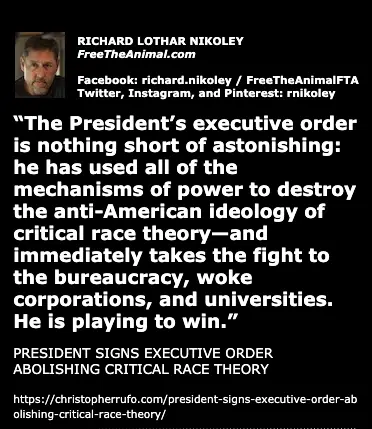 RICHARD LOTHAR NIKOLEY
FreeTheAnimal.com
Facebook: richard.nikoley / FreeTheAnimalFTA
Twitter, Instagram, and Pinterest: rnikoley
“The President’s executive order
is nothing short of astonishing:
he has used all of the
mechanisms of power to destroy
the anti-American ideology of
critical race theory—and
immediately takes the fight to
the bureaucracy, woke
corporations, and universities.
He is playing to win.”
PRESIDENT SIGNS EXECUTIVE ORDER
ABOLISHING CRITICAL RACE THEORY
https://christopherrufo.com/president-signs-executive-order-ab
olishing-critical-race-theory/